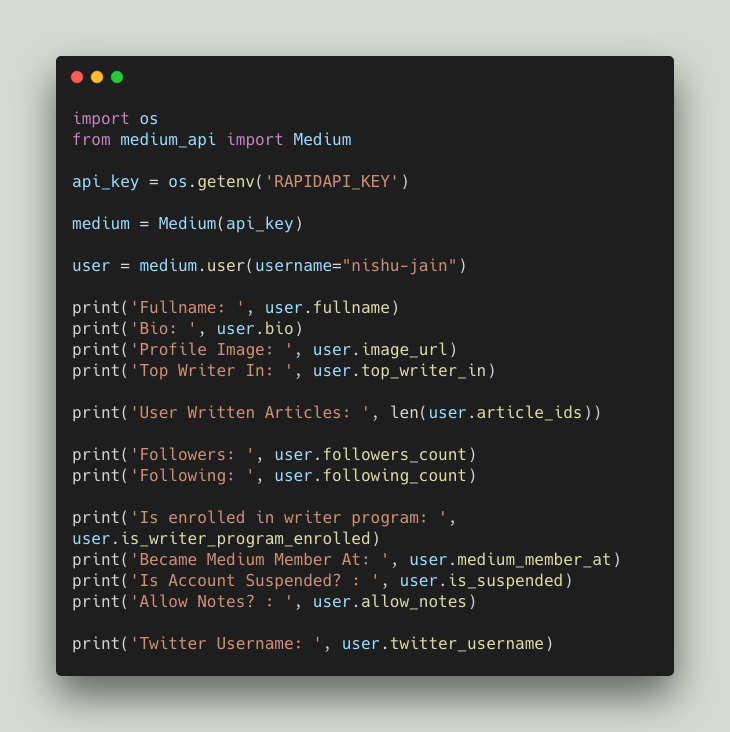 import os
from medium_api import Medium
api_key = os.getenv('RAPIDAPI_KEY')
medium = Medium(api_key)
user = medium.user(username="nishu-jain")
print('Fullname: ', user.fullname)
print('Bio: ', user.bio)
print('Profile Image: ', user.image_url)
print('Top Writer In: ', user.top_writer_in)
print('User Written Articles: ', len(user.article_ids))
print('Followers: ', user.followers_count)
print('Following: ', user.following_count)
print('Is enrolled in writer program: ',
user.is_writer_program_enrolled)
print('Became Medium Member At: ', user.medium_member_at)
print('Is Account Suspended? : ', user.is_suspended)
print('Allow Notes? : ', user.allow_notes)
print('Twitter Username: ', user.twitter_username)